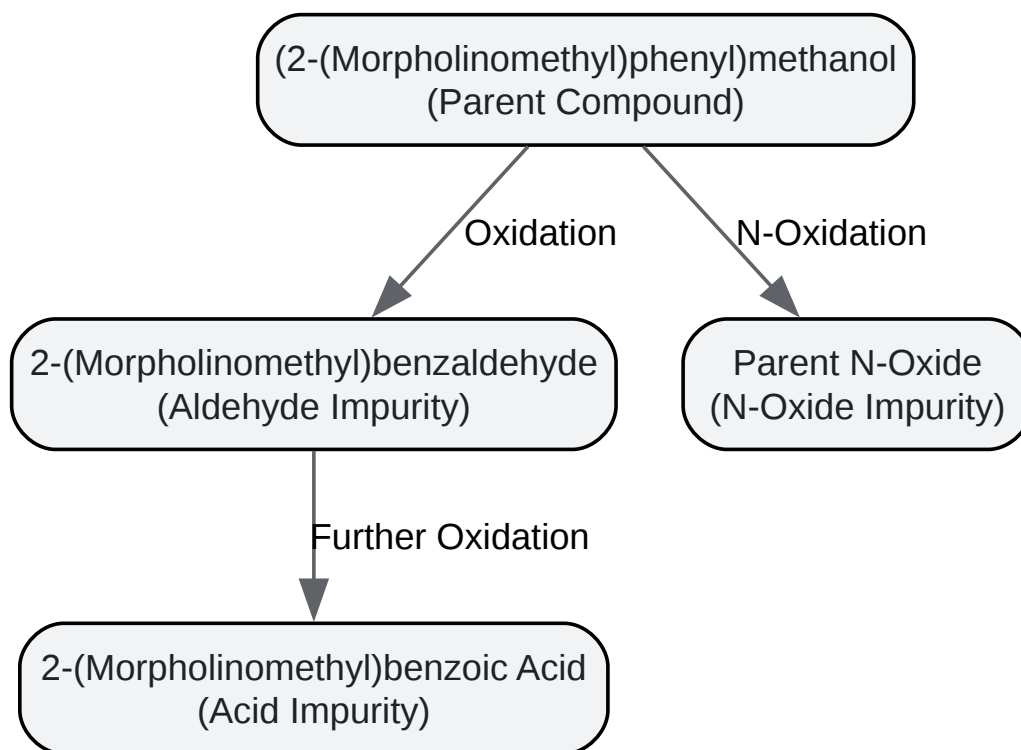 (2-(Morpholinomethyl)phenyl)methanol
(Parent Compound)
Oxidation
N-Oxidation
2-(Morpholinomethyl)benzaldehyde
(Aldehyde Impurity)
Parent N-Oxide
(N-Oxide Impurity)
Further Oxidation
2-(Morpholinomethyl)benzoic Acid
(Acid Impurity)